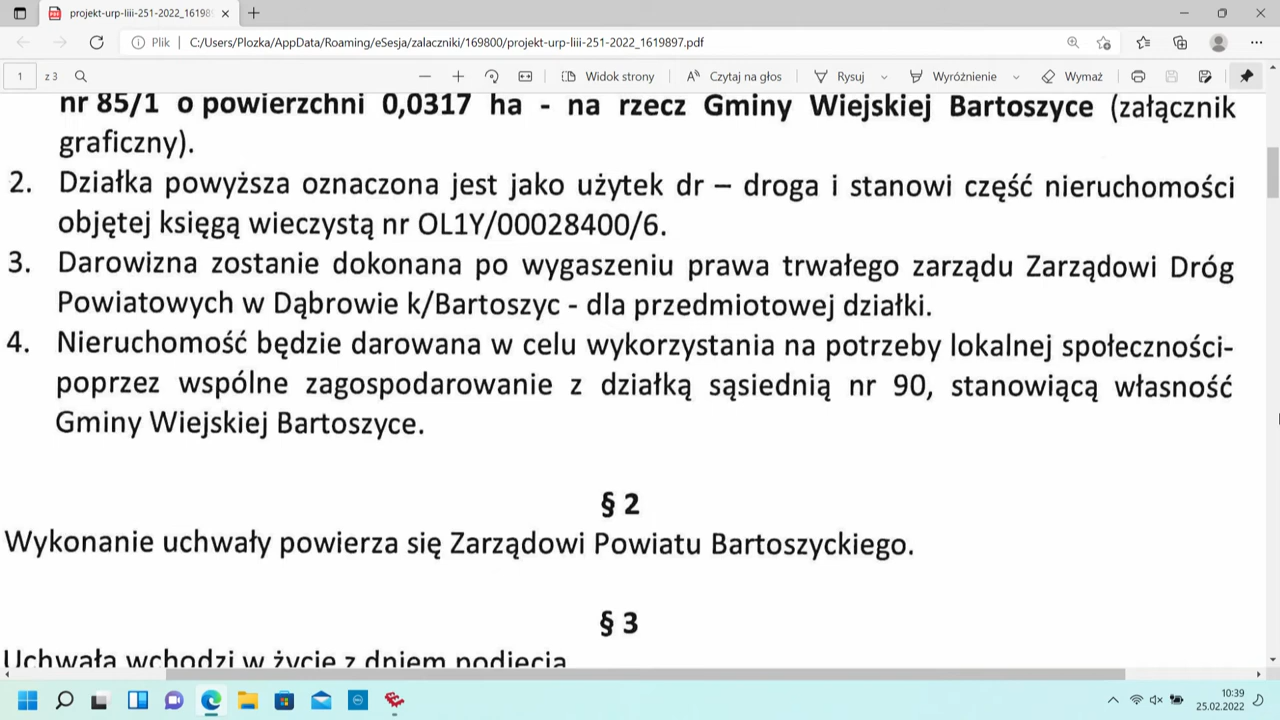 projekt-urp-liii-251-2022_16198
Plik | C:/Users/Plozka/AppData/Roaming/eSesja/zalaczniki/169800/projekt-urp-liii-251-2022_1619897.pdf
1 z 3 Widok strony Czytaj na głos Rysuj Wyróżnienie Wymaż
nr 85/1 o powierzchni 0,0317 ha - na rzecz Gminy Wiejskiej Bartoszyce (załącznik
graficzny).
2. Działka powyższa oznaczona jest jako użytek dr – droga i stanowi część nieruchomości
objętej księgą wieczystą nr OL1Y/00028400/6.
3. Darowizna zostanie dokonana po wygaszeniu prawa trwałego zarządu Zarządowi Dróg
Powiatowych w Dąbrowie k/Bartoszyc - dla przedmiotowej działki.
4. Nieruchomość będzie darowana w celu wykorzystania na potrzeby lokalnej społeczności-
poprzez wspólne zagospodarowanie z działką sąsiednią nr 90, stanowiącą własność
Gminy Wiejskiej Bartoszyce.
§ 2
Wykonanie uchwały powierza się Zarządowi Powiatu Bartoszyckiego.
§ 3
Uchwała wchodzi w życie z dniem podjęcia
10:39
25.02.2022